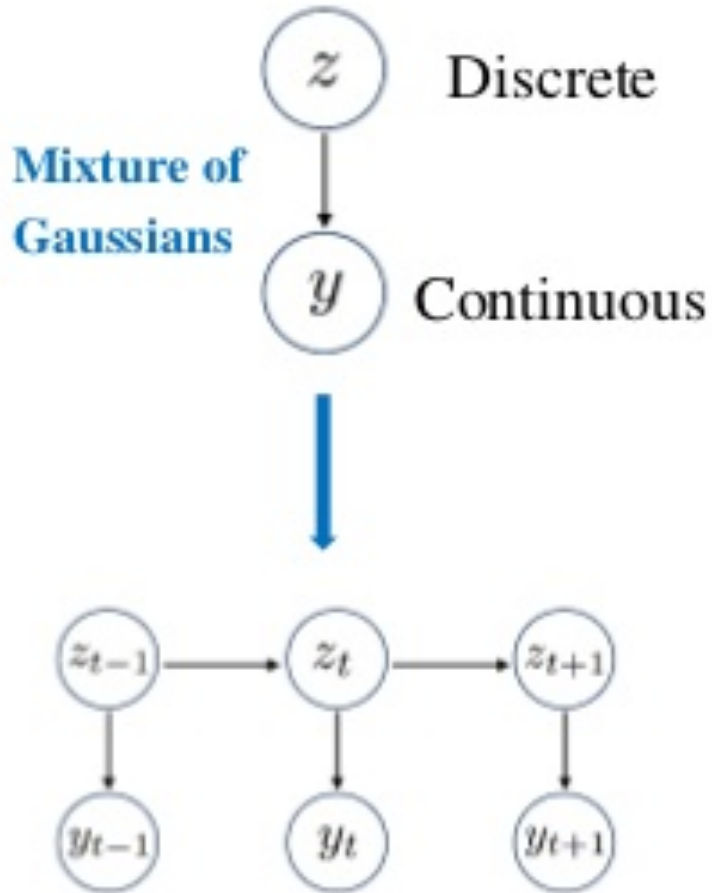 z Discrete
Mixture of
Gaussians
y Continuous
z_{t-1} z_t z_{t+1}
y_{t-1} y_t y_{t+1}